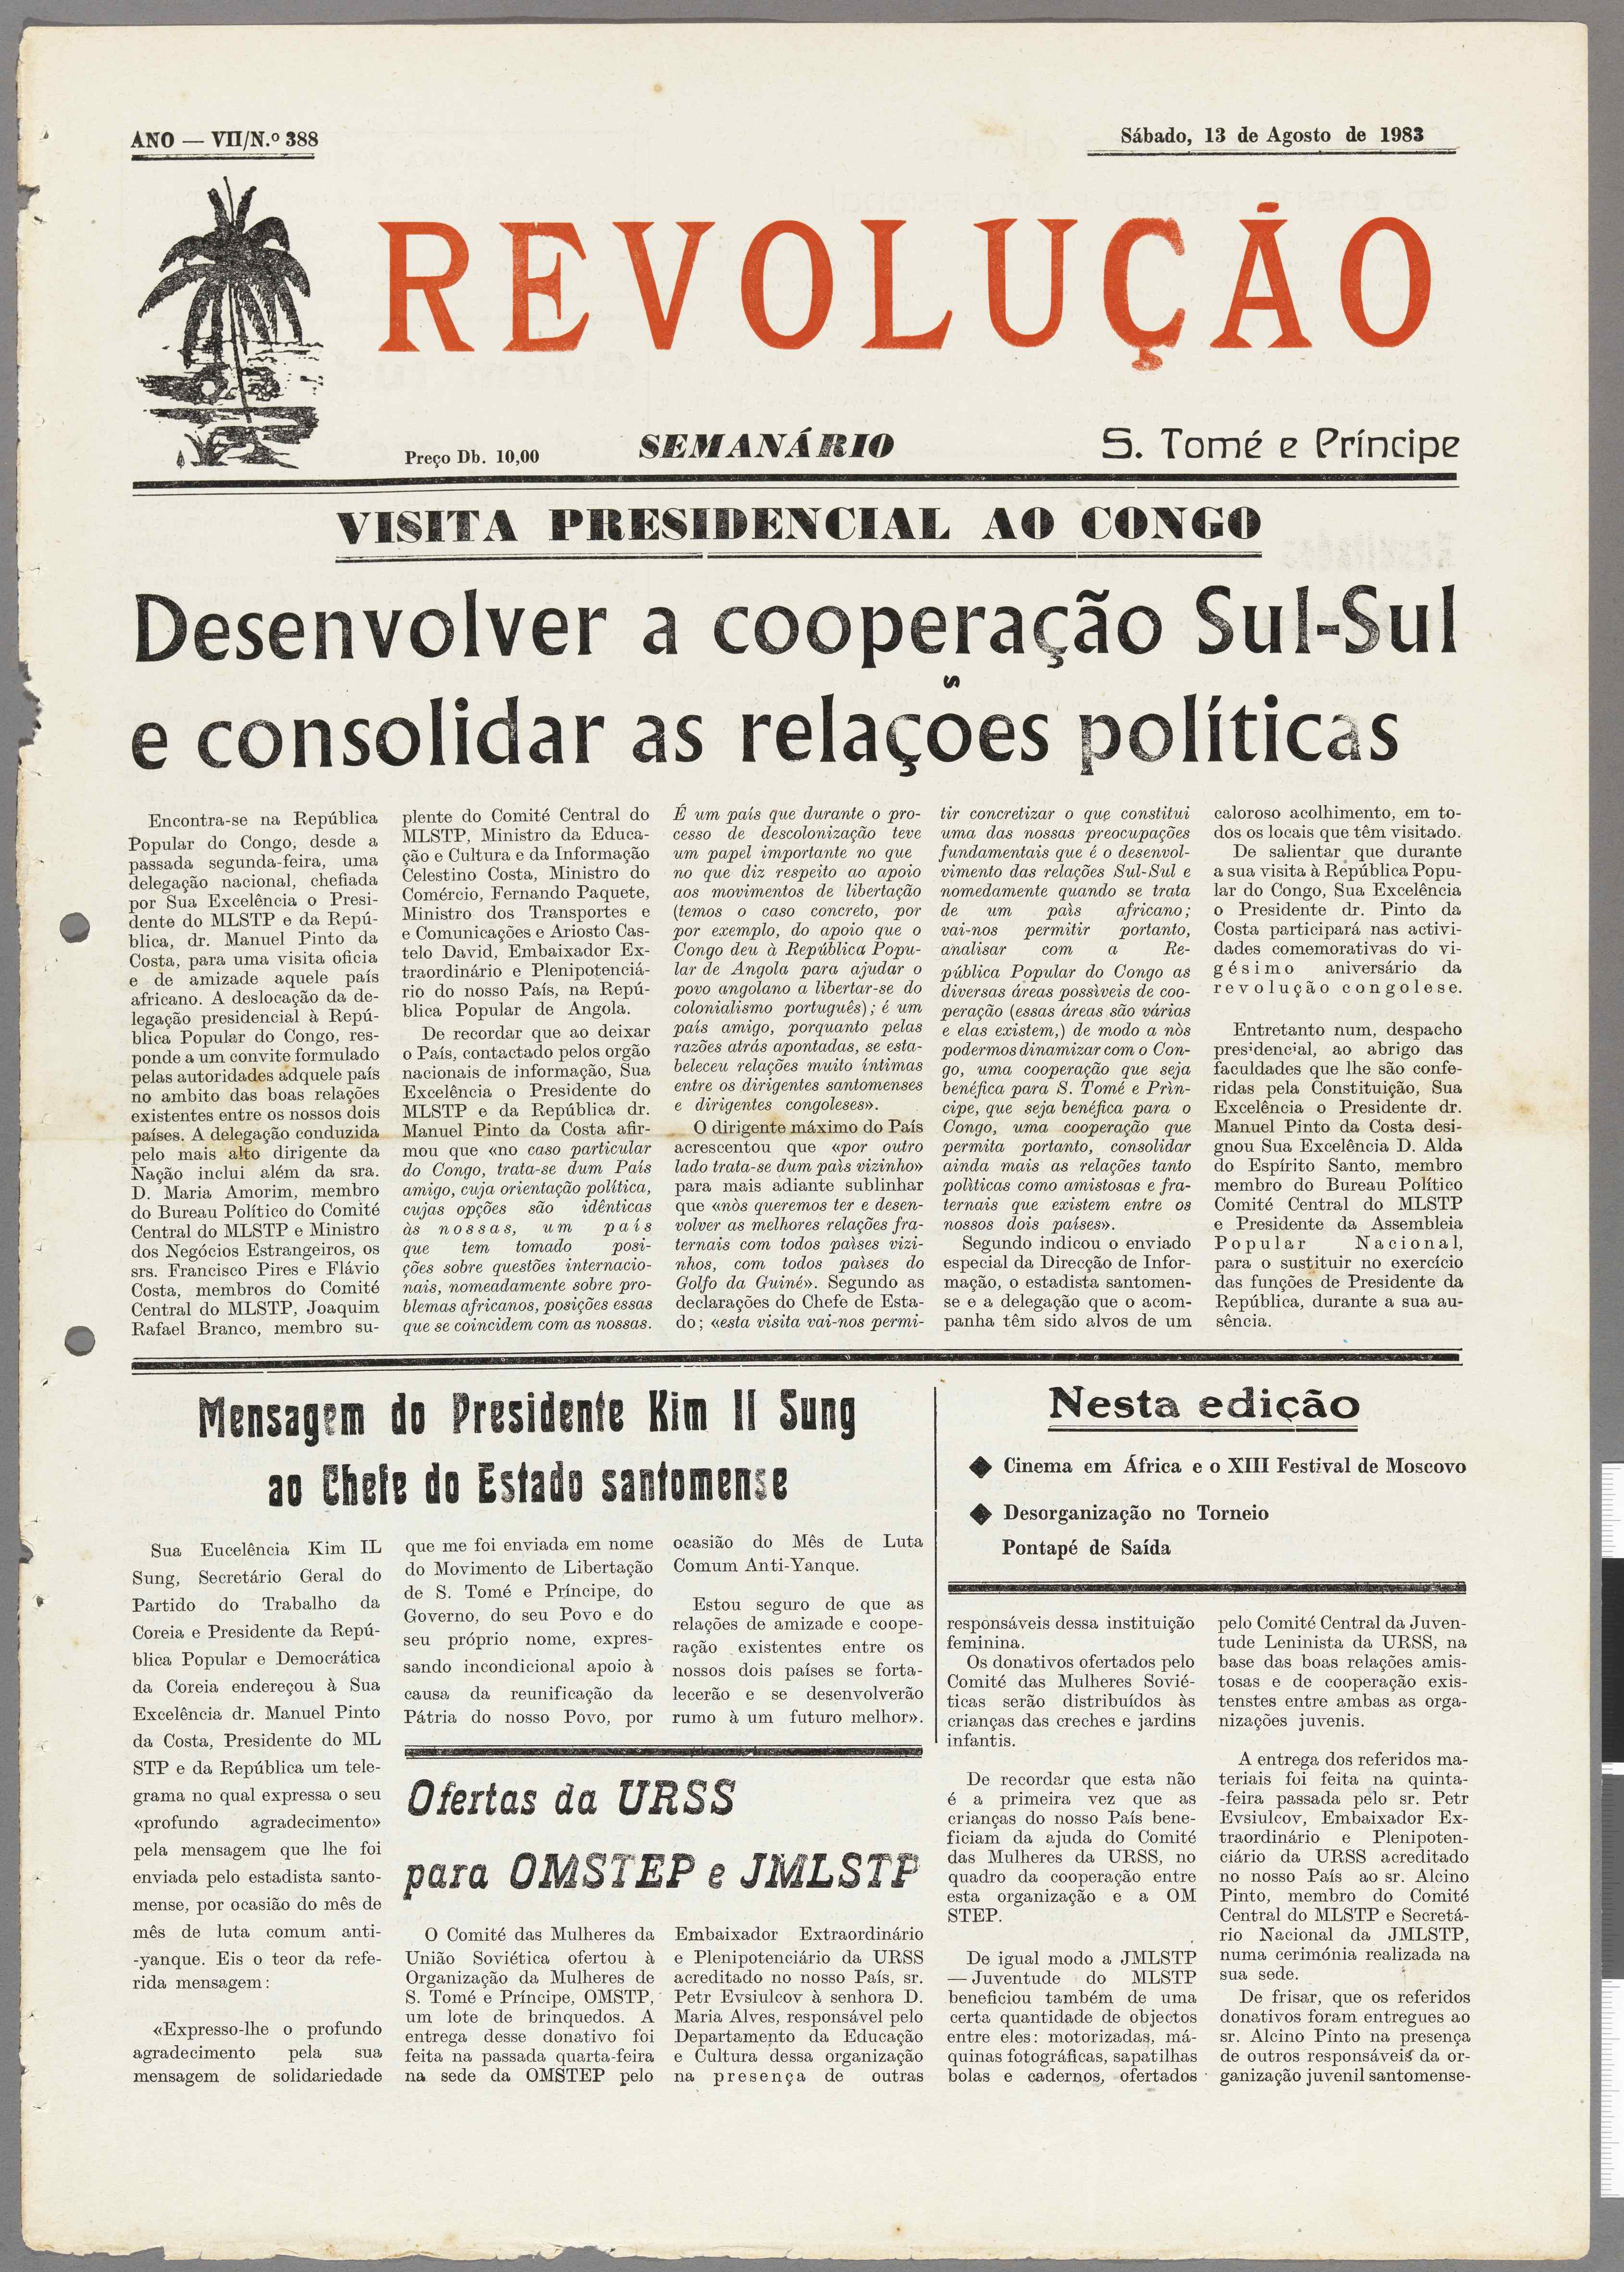 ANO — VII/N.º 388
Sábado, 13 de Agosto de 1983
REVOLUÇÃO
Preço Db. 10,00
SEMANÁRIO
S. Tomé e Príncipe
VISITA PRESIDENCIAL AO CONGO
Desenvolver a cooperação Sul-Sul
e consolidar as relações políticas
Encontra-se na República
Popular do Congo, desde a
passada segunda-feira, uma
delegação nacional, chefiada
por Sua Excelência o Presi-
dente do MLSTP e da Repú-
blica, dr. Manuel Pinto da
Costa, para uma visita oficia
e de amizade aquele país
africano. A deslocação da de-
legação presidencial à Repú-
blica Popular do Congo, res-
ponde a um convite formulado
pelas autoridades adquele país
no ambito das boas relações
existentes entre os nossos dois
países. A delegação conduzida
pelo mais alto dirigente da
Nação inclui além da sra.
D. Maria Amorim, membro
do Bureau Político do Comité
Central do MLSTP e Ministro
dos Negócios Estrangeiros, os
srs. Francisco Pires e Flávio
Costa, membros do Comité
Central do MLSTP, Joaquim
Rafael Branco, membro su-
plente do Comité Central do
MLSTP, Ministro da Educa-
ção e Cultura e da Informação
Celestino Costa, Ministro do
Comércio, Fernando Paquete,
Ministro dos Transportes e
e Comunicações e Ariosto Cas-
telo David, Embaixador Ex-
traordinário e Plenipotenciá-
rio do nosso País, na Repú-
blica Popular de Angola.
De recordar que ao deixar
o País, contactado pelos orgão
nacionais de informação, Sua
Excelência o Presidente do
MLSTP e da República dr.
Manuel Pinto da Costa afir-
mou que «no caso particular
do Congo, trata-se dum País
amigo, cuja orientação política,
cujas opções são idênticas
às nossas, um país
que tem tomado posi-
ções sobre questões internacio-
nais, nomeadamente sobre pro-
blemas africanos, posições essas
que se coincidem com as nossas.
É um país que durante o pro-
cesso de descolonização teve
um papel importante no que
no que diz respeito ao apoio
aos movimentos de libertação
(temos o caso concreto, por
por exemplo, do apoio que o
Congo deu à República Popu-
lar de Angola para ajudar o
povo angolano a libertar-se do
colonialismo português); é um
país amigo, porquanto pelas
razões atrás apontadas, se esta-
beleceu relações muito íntimas
entre os dirigentes santomenses
e dirigentes congoleses».
O dirigente máximo do País
acrescentou que «por outro
lado trata-se dum paìs vizinho»
para mais adiante sublinhar
que «nòs queremos ter e desen-
volver as melhores relações fra-
ternais com todos paìses vizi-
nhos, com todos paìses do
Golfo da Guiné». Segundo as
declarações do Chefe de Esta-
do; «esta visita vai-nos permi-
tir concretizar o que constitui
uma das nossas preocupações
fundamentais que é o desenvol-
vimento das relações Sul-Sul e
nomedamente quando se trata
de um paìs africano;
vai-nos permitir portanto,
analisar com a Re-
pública Popular do Congo as
diversas áreas possìveis de coo-
peração (essas áreas são várias
e elas existem,) de modo a nòs
podermos dinamizar com o Con-
go, uma cooperação que seja
benéfica para S. Tomé e Prìn-
cipe, que seja benéfica para o
Congo, uma cooperação que
permita portanto, consolidar
ainda mais as relações tanto
polìticas como amistosas e fra-
ternais que existem entre os
nossos dois países».
Segundo indicou o enviado
especial da Direcção de Infor-
mação, o estadista santomen-
se e a delegação que o acom-
panha têm sido alvos de um
caloroso acolhimento, em to-
dos os locais que têm visitado.
De salientar que durante
a sua visita à República Popu-
lar do Congo, Sua Excelência
o Presidente dr. Pinto da
Costa participará nas activi-
dades comemorativas do vi-
gésimo aniversário da
revolução congolese.
Entretanto num, despacho
presidencial, ao abrigo das
faculdades que lhe são confe-
ridas pela Constituição, Sua
Excelência o Presidente dr.
Manuel Pinto da Costa desi-
gnou Sua Excelência D. Alda
do Espírito Santo, membro
membro do Bureau Político
Comité Central do MLSTP
e Presidente da Assembleia
Popular Nacional,
para o sustituir no exercício
das funções de Presidente da
República, durante a sua au-
sência.
Mensagem do Presidente Kim Il Sung
ao Chefe do Estado santomense
Sua Eucelência Kim IL
Sung, Secretário Geral do
Partido do Trabalho da
Coreia e Presidente da Repú-
blica Popular e Democrática
da Coreia endereçou à Sua
Excelência dr. Manuel Pinto
da Costa, Presidente do ML
STP e da República um tele-
grama no qual expressa o seu
«profundo agradecimento»
pela mensagem que lhe foi
enviada pelo estadista santo-
mense, por ocasião do mês de
mês de luta comum anti-
-yanque. Eis o teor da refe-
rida mensagem:
«Expresso-lhe o profundo
agradecimento pela sua
mensagem de solidariedade
que me foi enviada em nome
do Movimento de Libertação
de S. Tomé e Príncipe, do
Governo, do seu Povo e do
seu próprio nome, expres-
sando incondicional apoio à
causa da reunificação da
Pátria do nosso Povo, por
ocasião do Mês de Luta
Comum Anti-Yanque.
Estou seguro de que as
relações de amizade e coope-
ração existentes entre os
nossos dois países se forta-
lecerão e se desenvolverão
rumo à um futuro melhor».
Nesta edição
◆ Cinema em África e o XIII Festival de Moscovo
◆ Desorganização no Torneio
Pontapé de Saída
Ofertas da URSS
para OMSTEP e JMLSTP
O Comité das Mulheres da
União Soviética ofertou à
Organização da Mulheres de
S. Tomé e Príncipe, OMSTP,
um lote de brinquedos. A
entrega desse donativo foi
feita na passada quarta-feira
na sede da OMSTEP pelo
Embaixador Extraordinário
e Plenipotenciário da URSS
acreditado no nosso País, sr.
Petr Evsiulcov à senhora D.
Maria Alves, responsável pelo
Departamento da Educação
e Cultura dessa organização
na presença de outras
responsáveis dessa instituição
feminina.
Os donativos ofertados pelo
Comité das Mulheres Sovié-
ticas serão distribuídos às
crianças das creches e jardins
infantis.
De recordar que esta não
é a primeira vez que as
crianças do nosso País bene-
ficiam da ajuda do Comité
das Mulheres da URSS, no
quadro da cooperação entre
esta organização e a OM
STEP.
De igual modo a JMLSTP
— Juventude do MLSTP
beneficiou também de uma
certa quantidade de objectos
entre eles: motorizadas, má-
quinas fotográficas, sapatilhas
bolas e cadernos, ofertados
pelo Comité Central da Juven-
tude Leninista da URSS, na
base das boas relações amis-
tosas e de cooperação exis-
tenstes entre ambas as orga-
nizações juvenis.
A entrega dos referidos ma-
teriais foi feita na quinta-
-feira passada pelo sr. Petr
Evsiulcov, Embaixador Ex-
traordinário e Plenipoten-
ciário da URSS acreditado
no nosso País ao sr. Alcino
Pinto, membro do Comité
Central do MLSTP e Secretá-
rio Nacional da JMLSTP,
numa cerimónia realizada na
sua sede.
De frisar, que os referidos
donativos foram entregues ao
sr. Alcino Pinto na presença
de outros responsáveis da or-
ganização juvenil santomense-